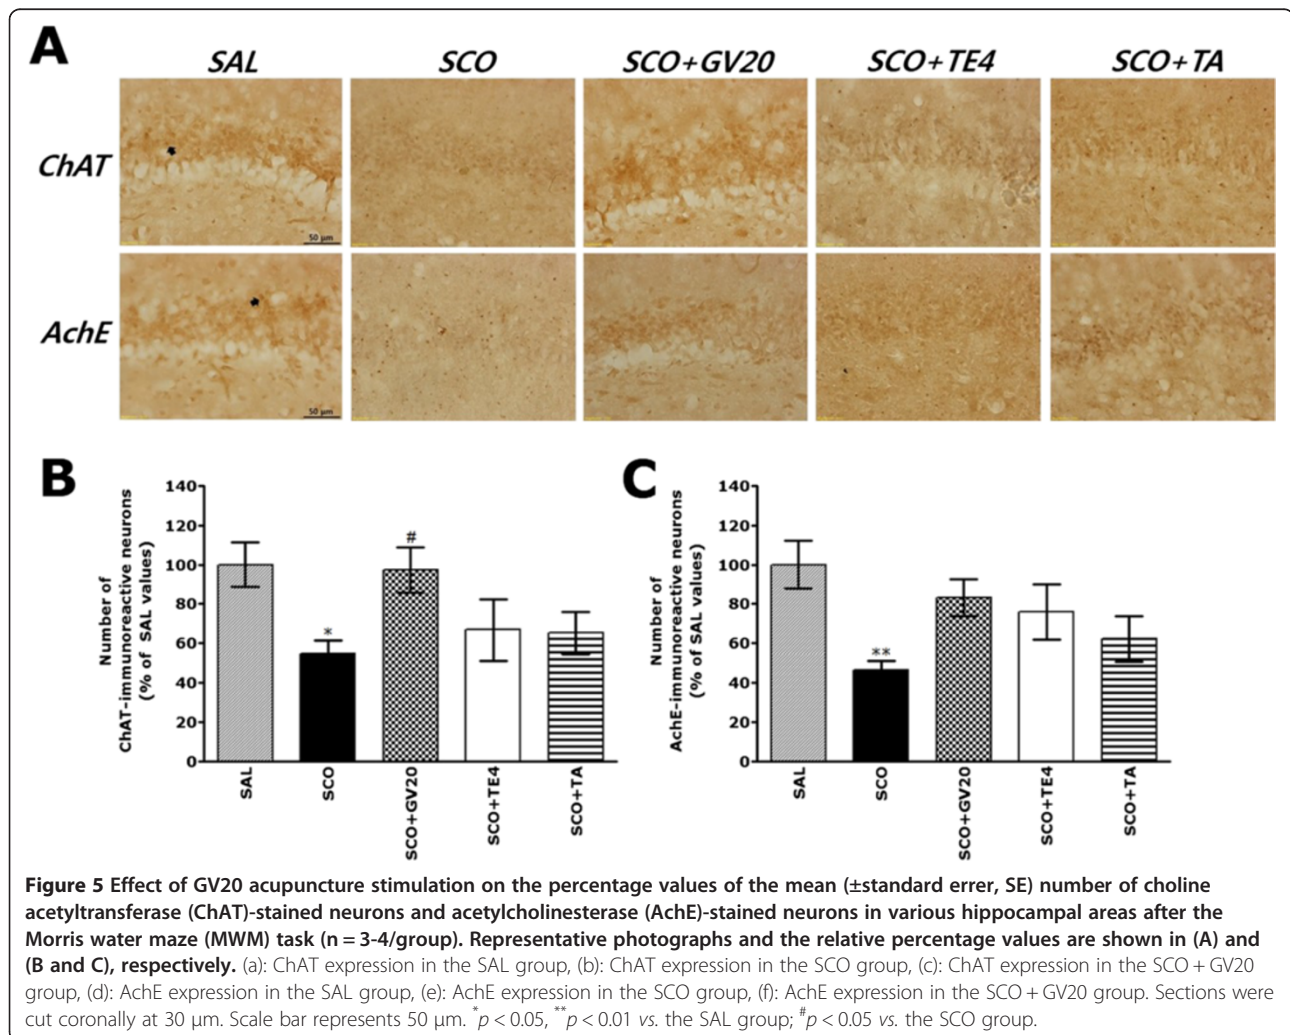 A
SAL SCO SCO+GV20 SCO+TE4 SCO+TA
ChAT
50 µm
AchE
50 µm
B
Number of
ChAT-immunoreactive neurons
(% of SAL values)
140
120
100
80
60
40
20
0
*
#
SAL
SCO
SCO+GV20
SCO+TE4
SCO+TA
C
Number of
AchE-immunoreactive neurons
(% of SAL values)
140
120
100
80
60
40
20
0
**
SAL
SCO
SCO+GV20
SCO+TE4
SCO+TA
Figure 5 Effect of GV20 acupuncture stimulation on the percentage values of the mean (±standard errer, SE) number of choline
acetyltransferase (ChAT)-stained neurons and acetylcholinesterase (AchE)-stained neurons in various hippocampal areas after the
Morris water maze (MWM) task (n = 3-4/group). Representative photographs and the relative percentage values are shown in (A) and
(B and C), respectively. (a): ChAT expression in the SAL group, (b): ChAT expression in the SCO group, (c): ChAT expression in the SCO + GV20
group, (d): AchE expression in the SAL group, (e): AchE expression in the SCO group, (f): AchE expression in the SCO + GV20 group. Sections were
cut coronally at 30 µm. Scale bar represents 50 µm. *p < 0.05, **p < 0.01 vs. the SAL group; #p < 0.05 vs. the SCO group.